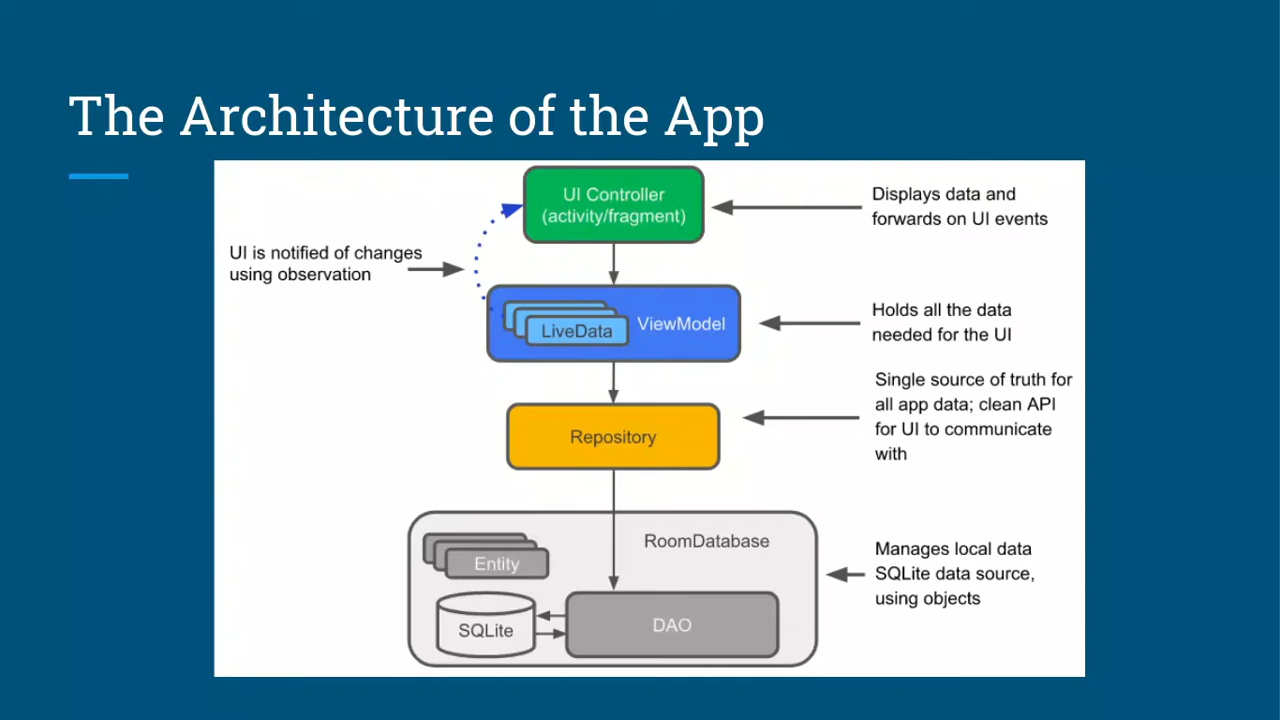 The Architecture of the App
UI Controller
(activity/fragment)
Displays data and
forwards on UI events
UI is notified of changes
using observation
LiveData
ViewModel
Holds all the data
needed for the UI
Single source of truth for
all app data; clean API
for UI to communicate
with
Repository
RoomDatabase
Entity
SQLite
DAO
Manages local data
SQLite data source,
using objects